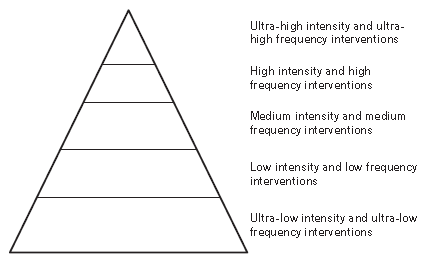 Ultra-high intensity and ultra-
high frequency interventions
High intensity and high
frequency interventions
Medium intensity and medium
frequency interventions
Low intensity and low frequency
interventions
Ultra-low intensity and ultra-low
frequency interventions